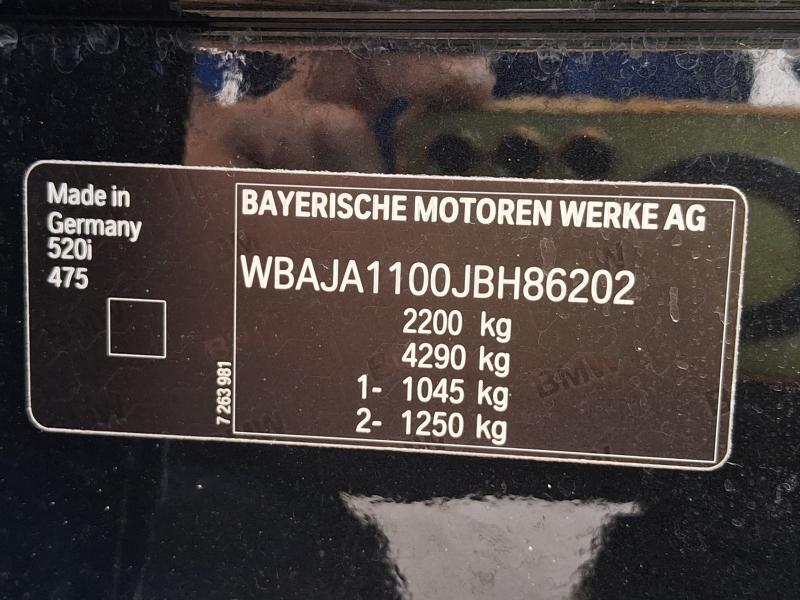 Made in
Germany
520i
475
7 263 981
BAYERISCHE MOTOREN WERKE AG
WBAJA1100JBH86202
2200 kg
4290 kg
1- 1045 kg
2- 1250 kg
BMW